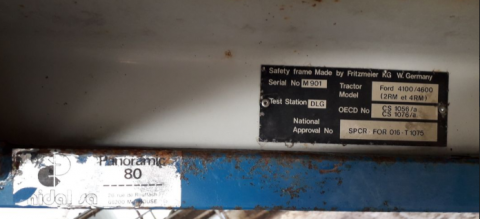 Safety frame Made by Fritzmeier KG W. Germany
Serial No M 901
Tractor Model Ford 4100/4600 (2RM et 4RM)
Test Station DLG
OECD No CS 1056/a CS 1076/a
National Approval No SPCR - FOR 016-T 1075
Panoramic
80